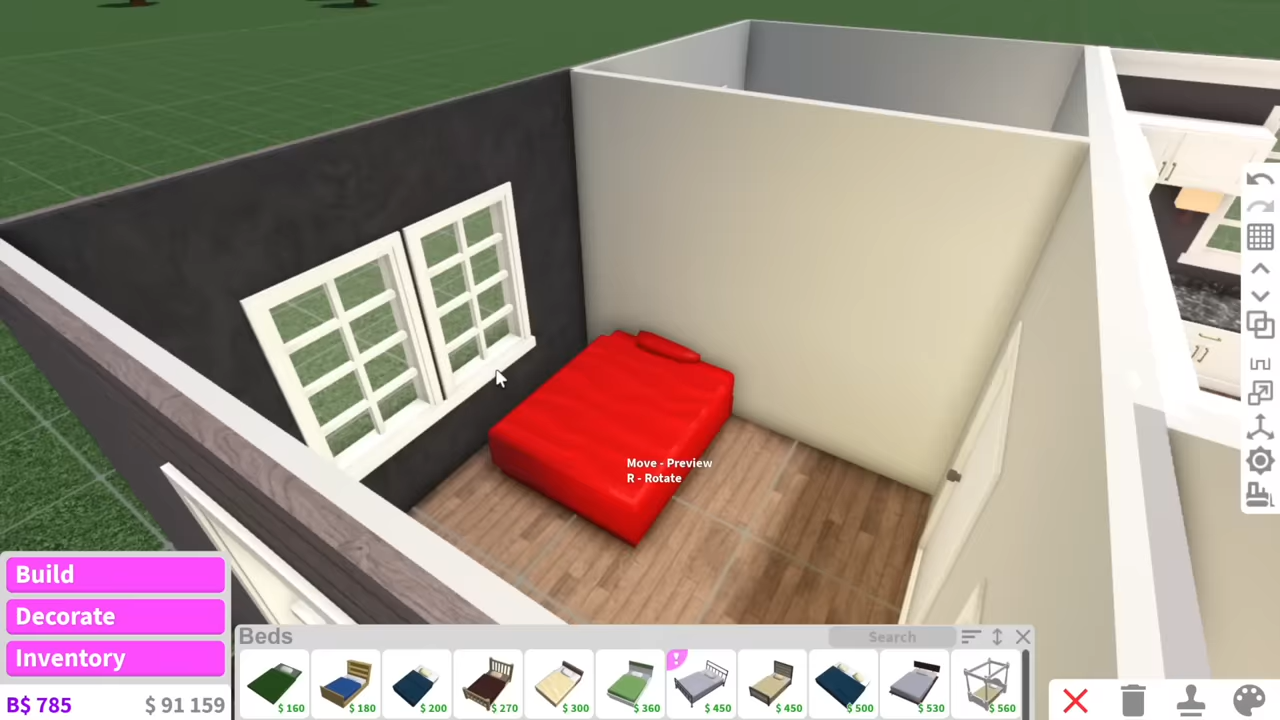 Move - Preview
R - Rotate
Build
Decorate
Inventory
B$ 785
$ 91 159
Beds
Search
$ 160
$ 180
$ 200
$ 270
$ 300
$ 360
$ 450
$ 450
$ 500
$ 530
$ 560